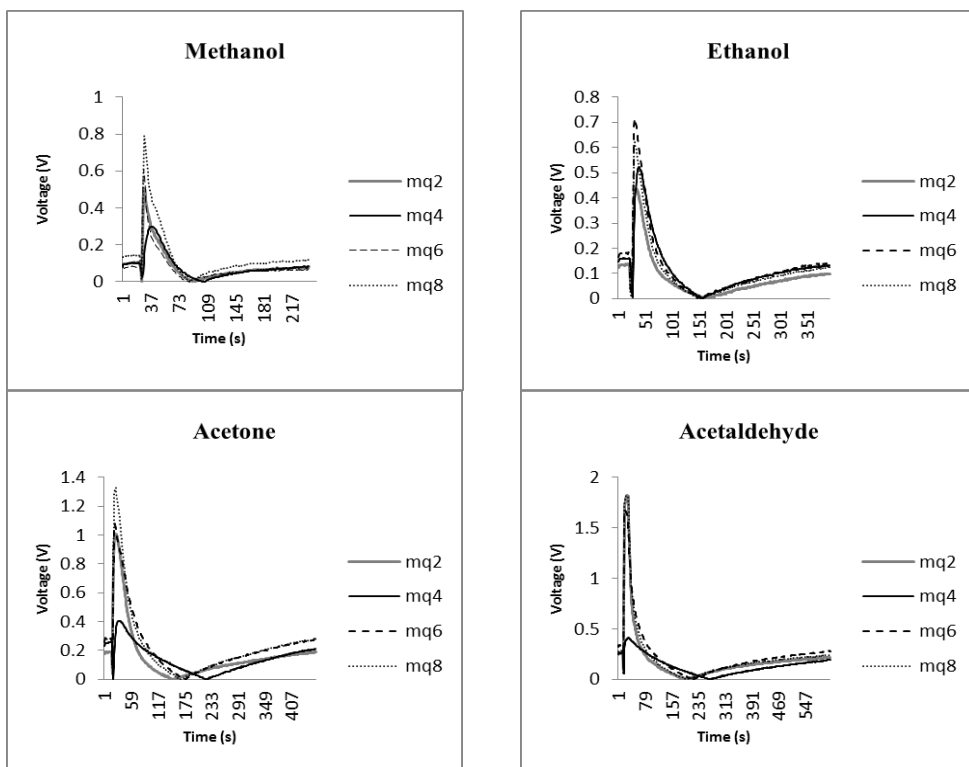 Methanol
Voltage (V)
1
0.8
0.6
0.4
0.2
0
1
37
73
109
145
181
217
Time (s)
mq2
mq4
mq6
mq8
Ethanol
Voltage (V)
0.8
0.7
0.6
0.5
0.4
0.3
0.2
0.1
0
1
51
101
151
201
251
301
351
Time (s)
mq2
mq4
mq6
mq8
Acetone
Voltage (V)
1.4
1.2
1
0.8
0.6
0.4
0.2
0
1
59
117
175
233
291
349
407
Time (s)
mq2
mq4
mq6
mq8
Acetaldehyde
Voltage (V)
2
1.5
1
0.5
0
1
79
157
235
313
391
469
547
Time (s)
mq2
mq4
mq6
mq8